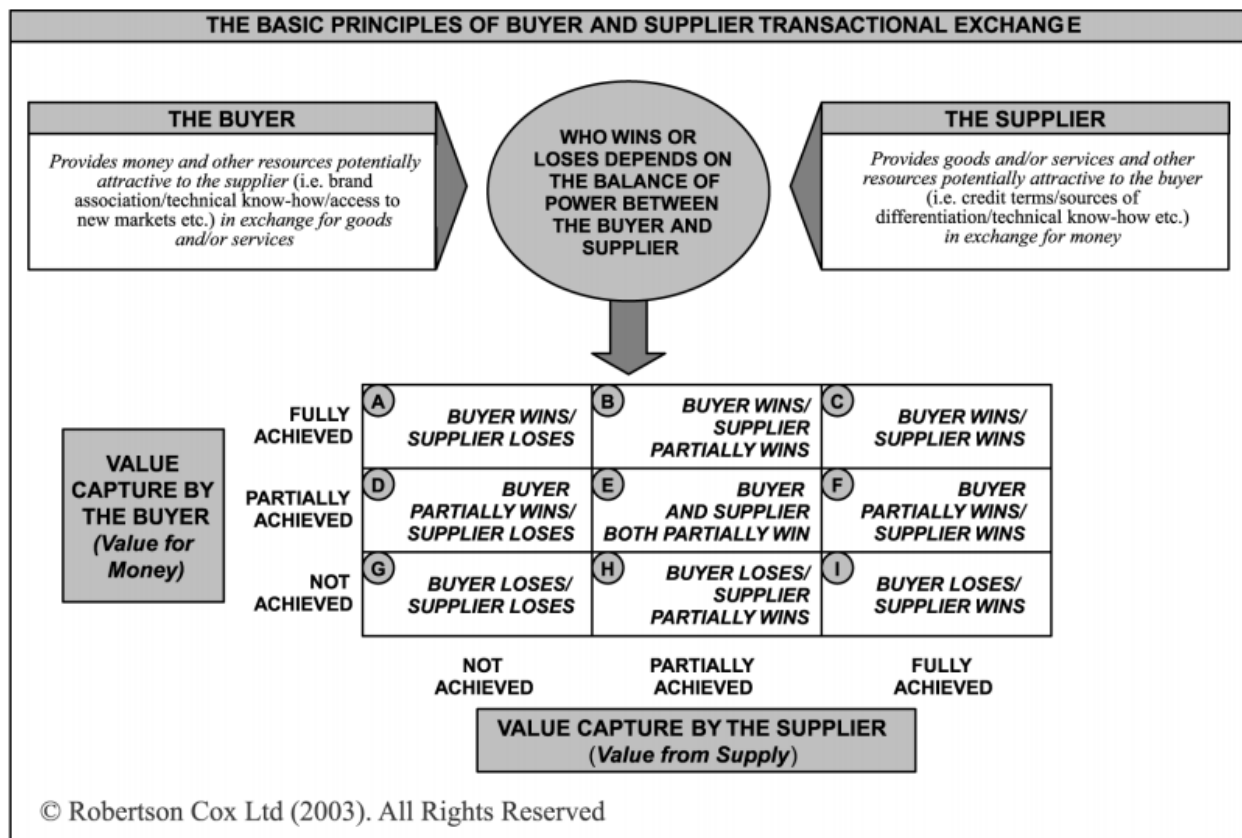 THE BASIC PRINCIPLES OF BUYER AND SUPPLIER TRANSACTIONAL EXCHANGE
THE BUYER
Provides money and other resources potentially
attractive to the supplier (i.e. brand
association/technical know-how/access to
new markets etc.) in exchange for goods
and/or services
WHO WINS OR
LOSES DEPENDS ON
THE BALANCE OF
POWER BETWEEN
THE BUYER AND
SUPPLIER
THE SUPPLIER
Provides goods and/or services and other
resources potentially attractive to the buyer
(i.e. credit terms/sources of
differentiation/technical know-how etc.)
in exchange for money
VALUE
CAPTURE BY
THE BUYER
(Value for
Money)
FULLY
ACHIEVED
A
BUYER WINS/
SUPPLIER LOSES
B
BUYER WINS/
SUPPLIER
PARTIALLY WINS
C
BUYER WINS/
SUPPLIER WINS
PARTIALLY
ACHIEVED
D
BUYER
PARTIALLY WINS/
SUPPLIER LOSES
E
BUYER
AND SUPPLIER
BOTH PARTIALLY WIN
F
BUYER
PARTIALLY WINS/
SUPPLIER WINS
NOT
ACHIEVED
G
BUYER LOSES/
SUPPLIER LOSES
H
BUYER LOSES/
SUPPLIER
PARTIALLY WINS
I
BUYER LOSES/
SUPPLIER WINS
NOT
ACHIEVED
PARTIALLY
ACHIEVED
FULLY
ACHIEVED
VALUE CAPTURE BY THE SUPPLIER
(Value from Supply)
© Robertson Cox Ltd (2003). All Rights Reserved